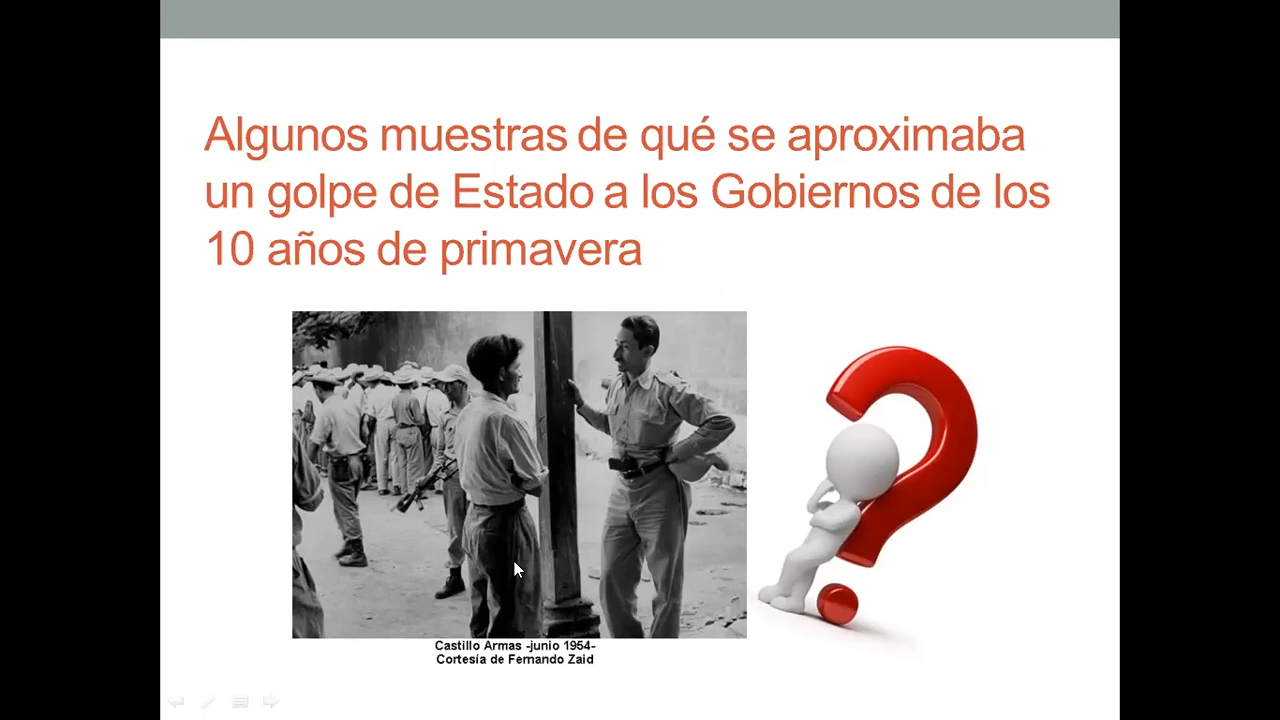 Algunos muestras de qué se aproximaba
un golpe de Estado a los Gobiernos de los
10 años de primavera
Castillo Armas -junio 1954-
Cortesía de Fernando Zaid